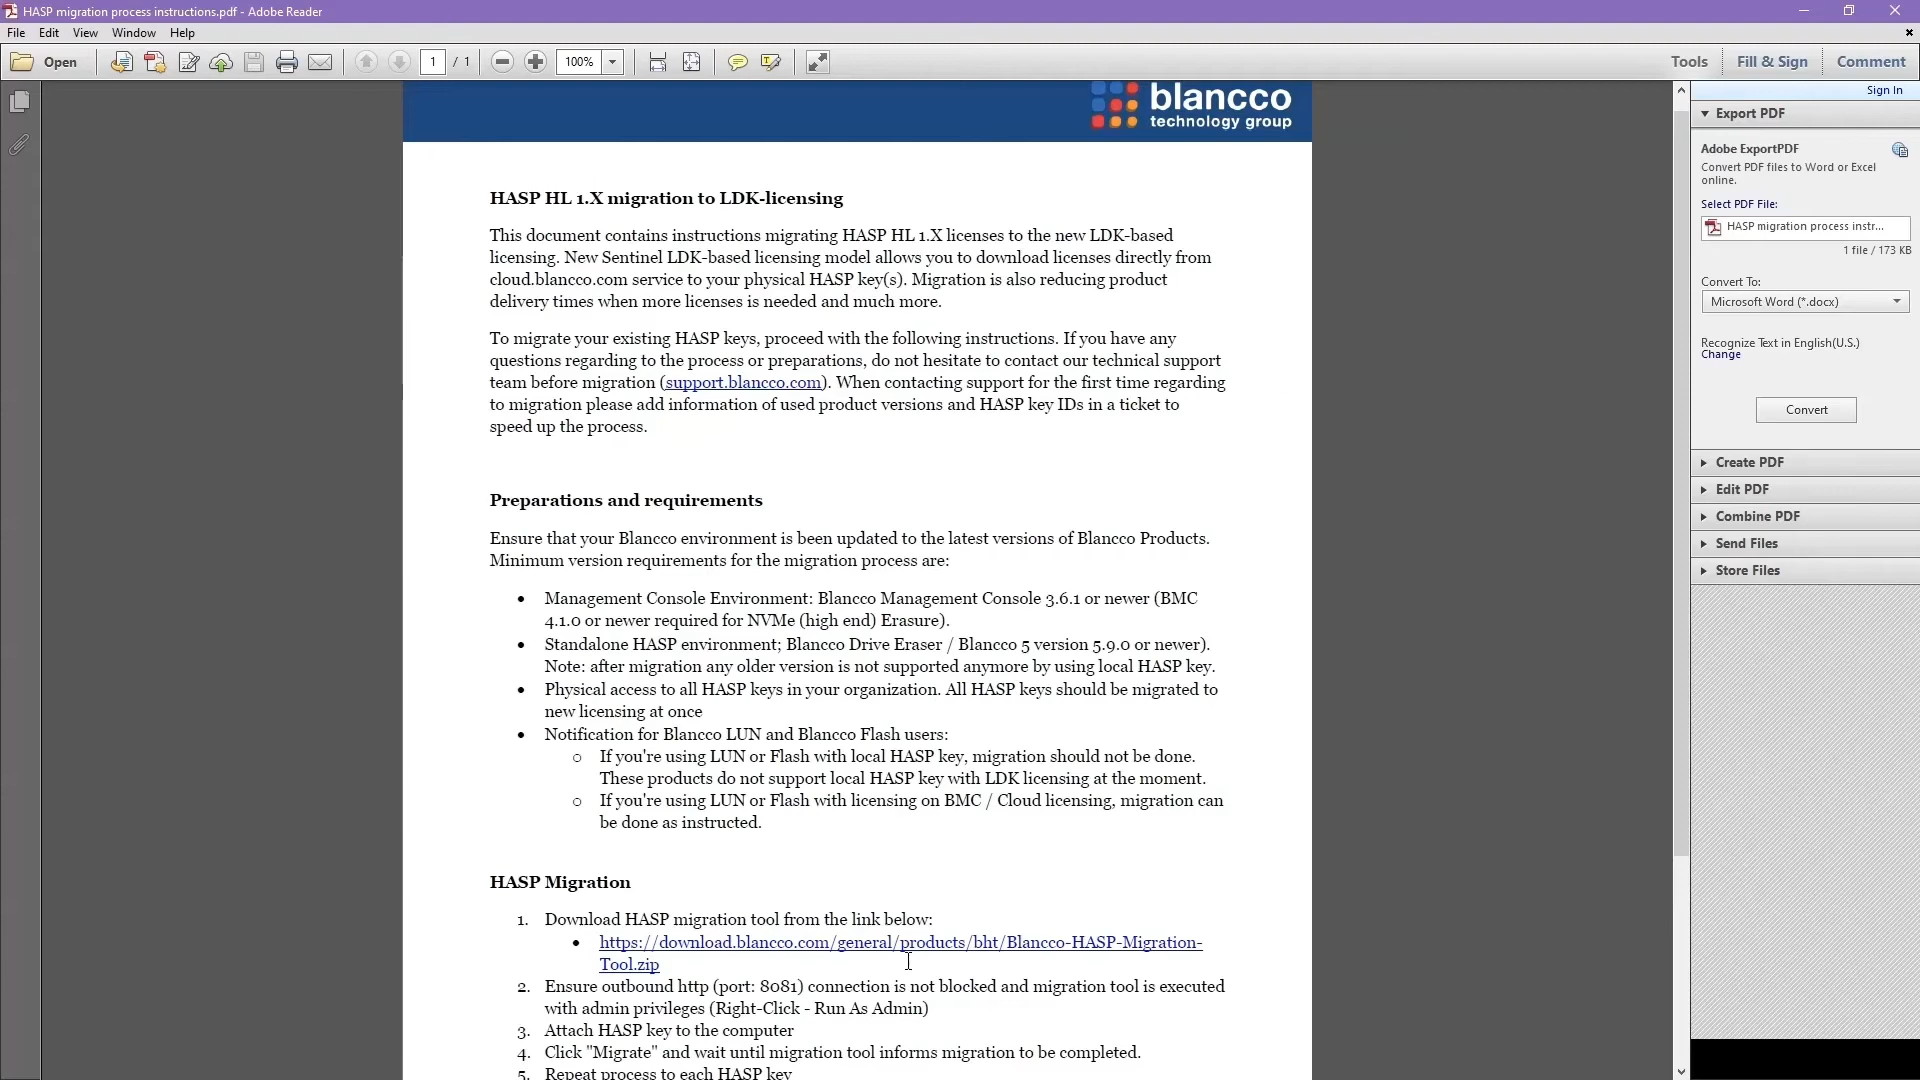 HASP migration process instructions.pdf - Adobe Reader
File Edit View Window Help
Open 1 / 1 100% Tools Fill & Sign Comment
Sign In
blancco
technology group
HASP HL 1.X migration to LDK-licensing
This document contains instructions migrating HASP HL 1.X licenses to the new LDK-based
licensing. New Sentinel LDK-based licensing model allows you to download licenses directly from
cloud.blancco.com service to your physical HASP key(s). Migration is also reducing product
delivery times when more licenses is needed and much more.
To migrate your existing HASP keys, proceed with the following instructions. If you have any
questions regarding to the process or preparations, do not hesitate to contact our technical support
team before migration (support.blancco.com). When contacting support for the first time regarding
to migration please add information of used product versions and HASP key IDs in a ticket to
speed up the process.
Preparations and requirements
Ensure that your Blancco environment is been updated to the latest versions of Blancco Products.
Minimum version requirements for the migration process are:
• Management Console Environment: Blancco Management Console 3.6.1 or newer (BMC
4.1.0 or newer required for NVMe (high end) Erasure).
• Standalone HASP environment; Blancco Drive Eraser / Blancco 5 version 5.9.0 or newer).
Note: after migration any older version is not supported anymore by using local HASP key.
• Physical access to all HASP keys in your organization. All HASP keys should be migrated to
new licensing at once
• Notification for Blancco LUN and Blancco Flash users:
o If you're using LUN or Flash with local HASP key, migration should not be done.
These products do not support local HASP key with LDK licensing at the moment.
o If you're using LUN or Flash with licensing on BMC / Cloud licensing, migration can
be done as instructed.
HASP Migration
1. Download HASP migration tool from the link below:
• https://download.blancco.com/general/products/bht/Blancco-HASP-Migration-
Tool.zip
2. Ensure outbound http (port: 8081) connection is not blocked and migration tool is executed
with admin privileges (Right-Click - Run As Admin)
3. Attach HASP key to the computer
4. Click "Migrate" and wait until migration tool informs migration to be completed.
5. Repeat process to each HASP key
Export PDF
Adobe ExportPDF
Convert PDF files to Word or Excel
online.
Select PDF File:
HASP migration process instr...
1 file / 173 KB
Convert To:
Microsoft Word (*.docx)
Recognize Text in English(U.S.)
Change
Convert
Create PDF
Edit PDF
Combine PDF
Send Files
Store Files